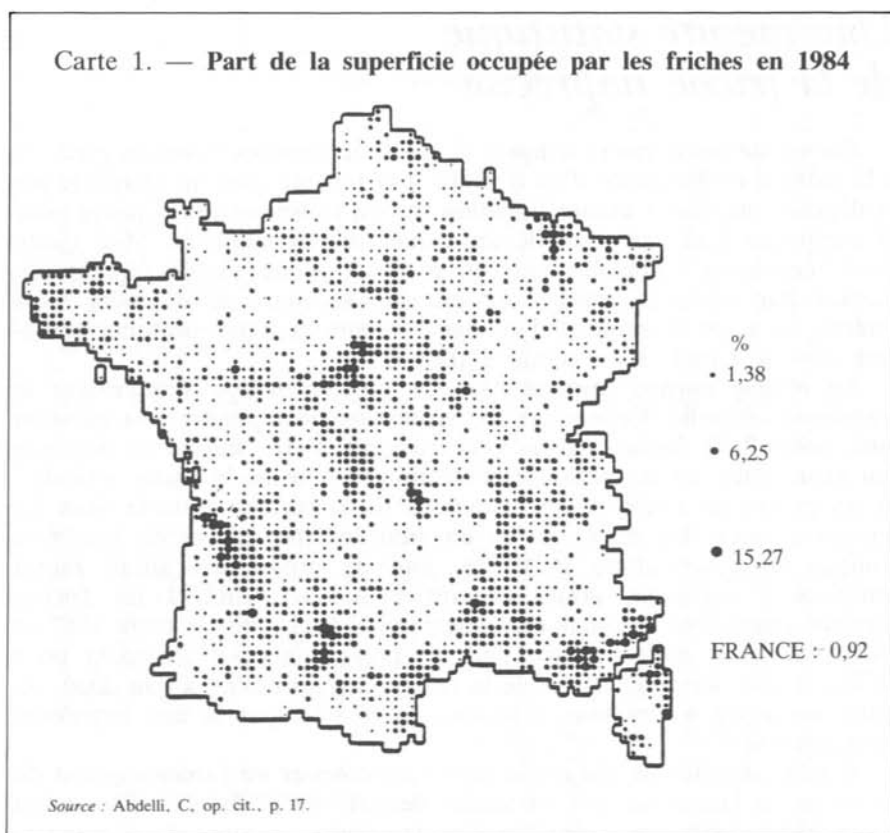 Carte 1. — Part de la superficie occupée par les friches en 1984
%
1,38
6,25
15,27
FRANCE : 0,92
Source : Abdelli, C, op. cit., p. 17.